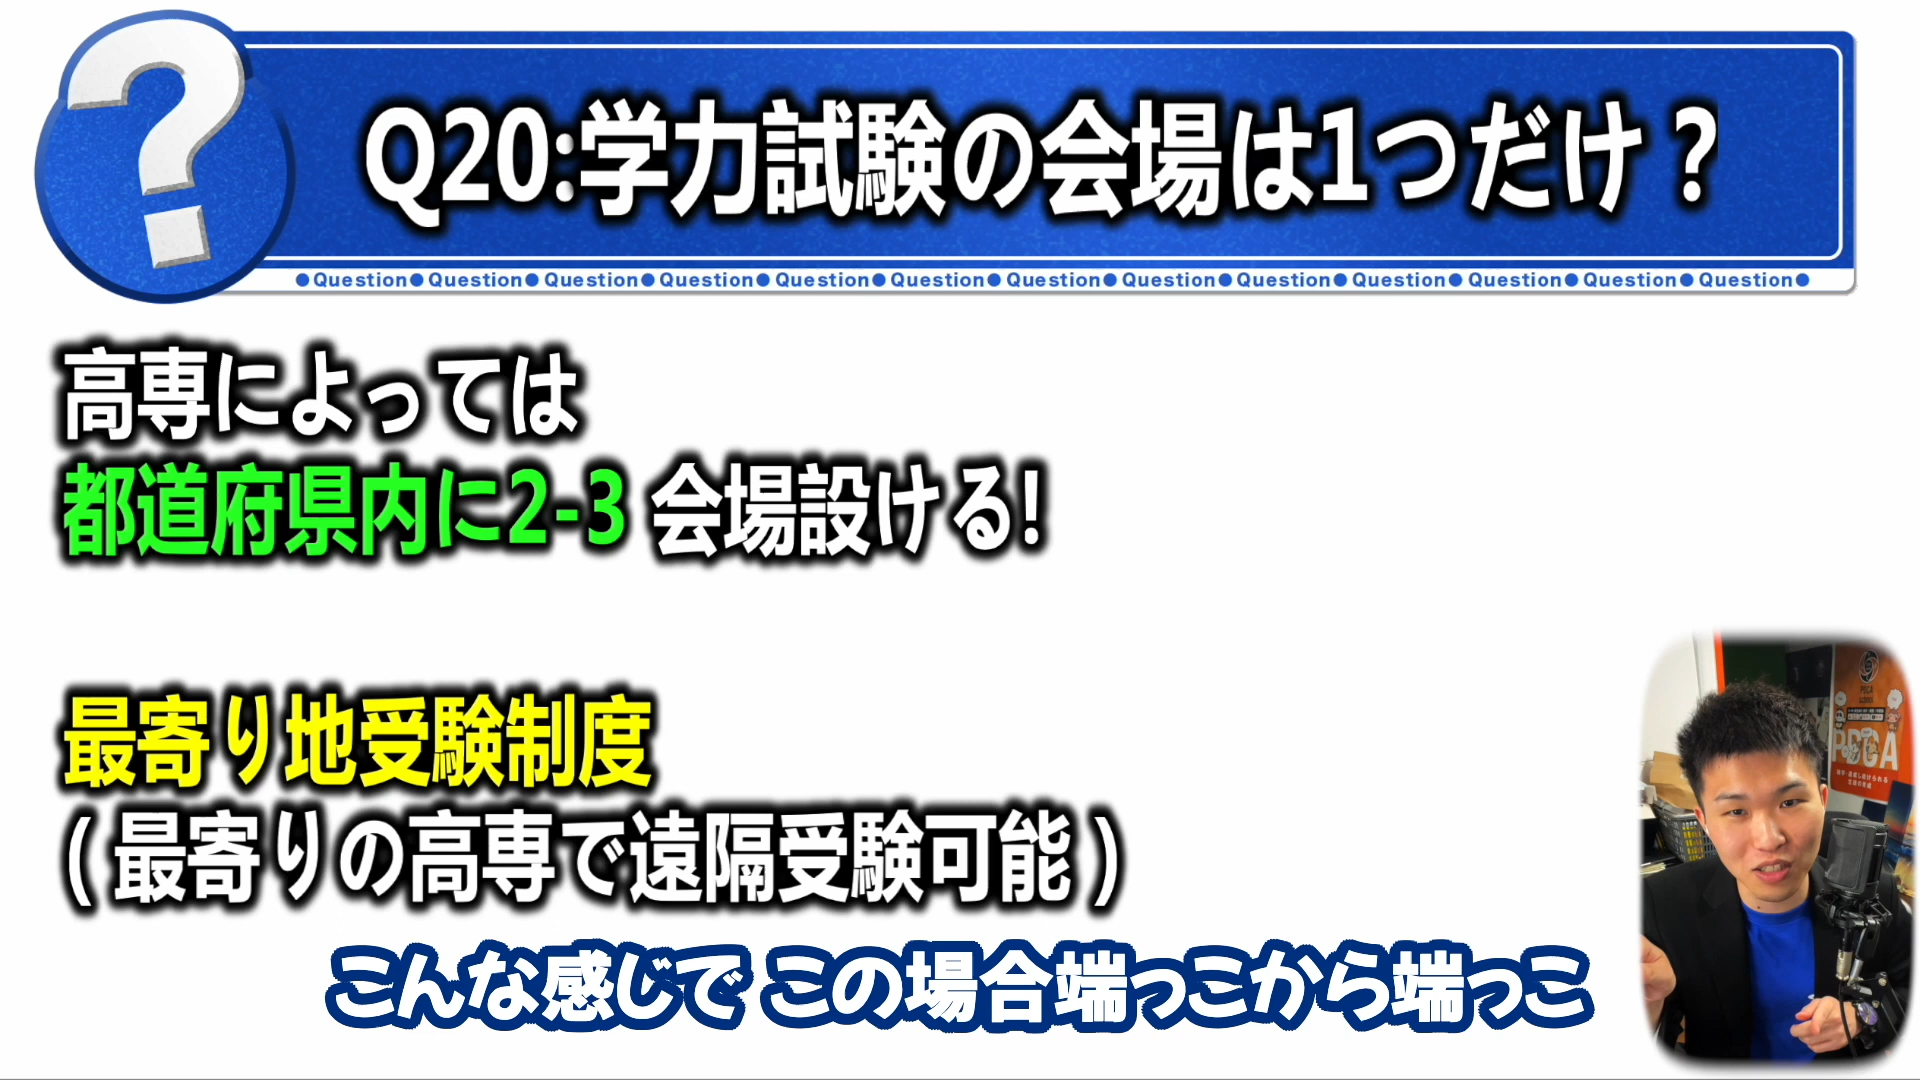 Q20:学力試験の会場は1つだけ？
●Question●Question●Question●Question●Question●Question●Question●Question●Question●Question●Question●Question●Question●
高専によっては
都道府県内に2-3 会場設ける!
最寄り地受験制度
(最寄りの高専で遠隔受験可能)
PDCA
こんな感じで この場合端っこから端っこ